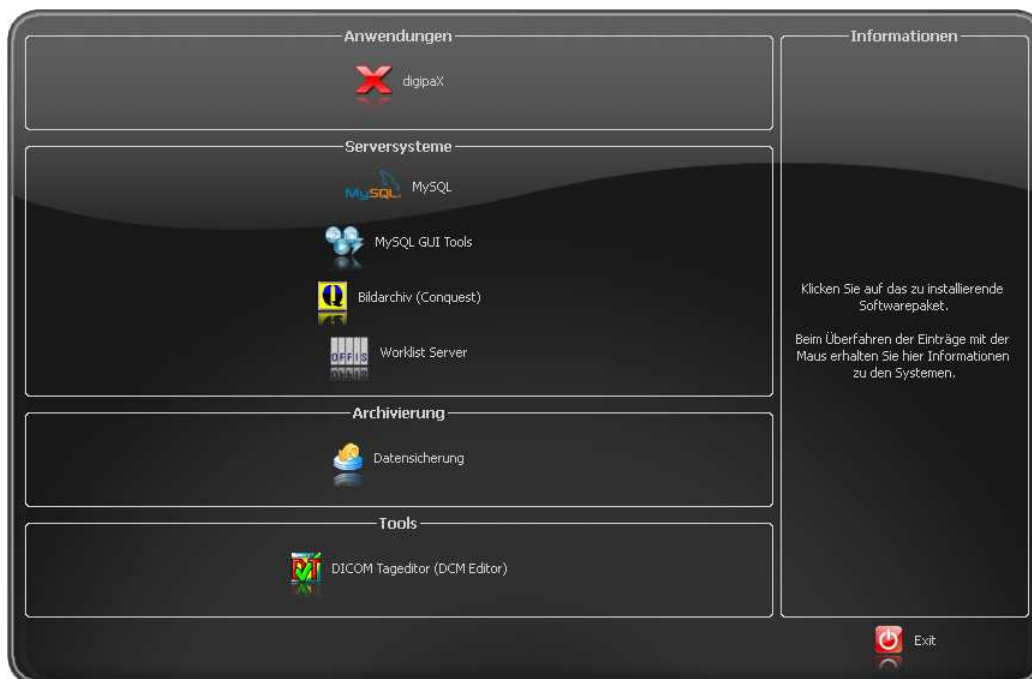 Anwendungen
digipaX
Serversysteme
MySQL MySQL
MySQL GUI Tools
Bildarchiv (Conquest)
OFFIS Worklist Server
Archivierung
Datensicherung
Tools
DICOM Tageditor (DCM Editor)
Informationen
Klicken Sie auf das zu installierende
Softwarepaket.
Beim Überfahren der Einträge mit der
Maus erhalten Sie hier Informationen
zu den Systemen.
Exit